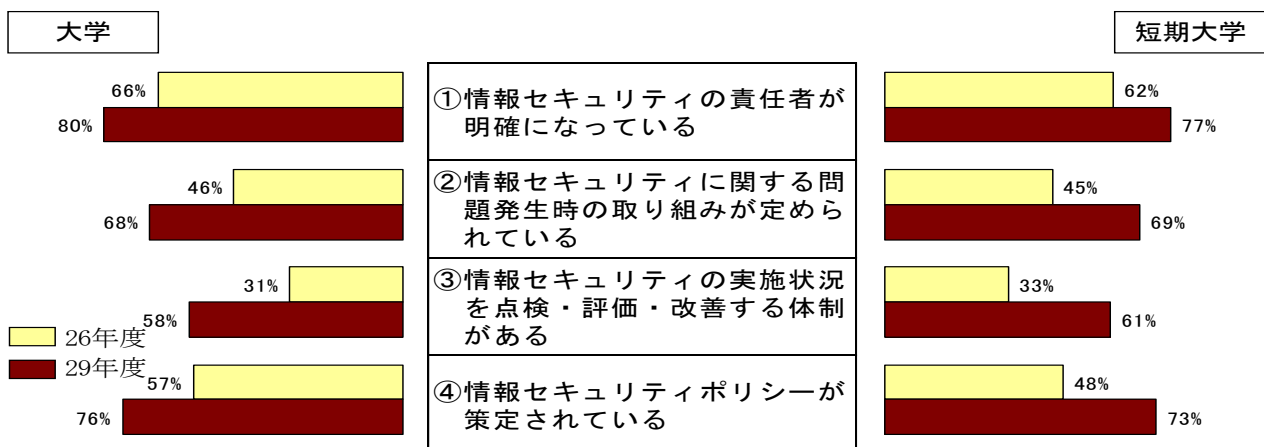 大学
短期大学
66%
80%
①情報セキュリティの責任者が
明確になっている
62%
77%
46%
68%
②情報セキュリティに関する問
題発生時の取り組みが定めら
れている
45%
69%
31%
58%
③情報セキュリティの実施状況
を点検・評価・改善する体制
がある
33%
61%
26年度
29年度
57%
76%
④情報セキュリティポリシーが
策定されている
48%
73%